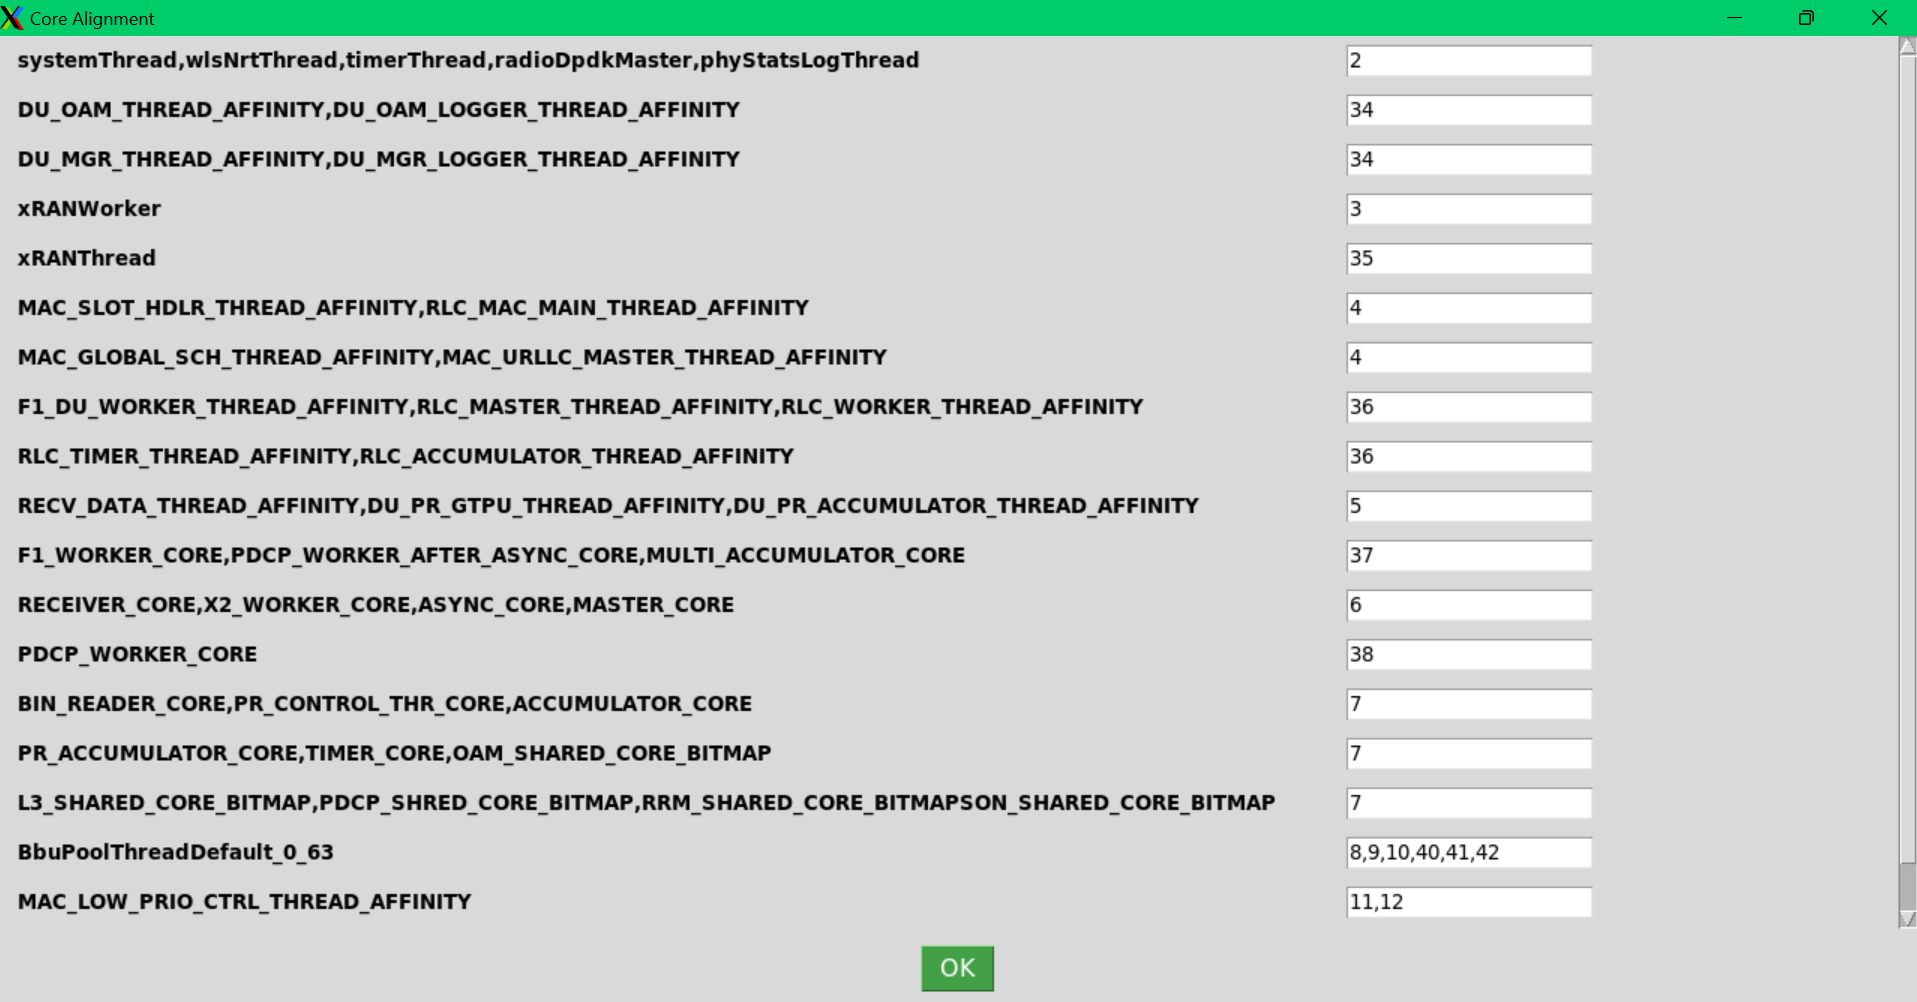 Core Alignment
systemThread,wlsNrtThread,timerThread,radioDpdkMaster,phyStatsLogThread 2
DU_OAM_THREAD_AFFINITY,DU_OAM_LOGGER_THREAD_AFFINITY 34
DU_MGR_THREAD_AFFINITY,DU_MGR_LOGGER_THREAD_AFFINITY 34
xRANWorker 3
xRANThread 35
MAC_SLOT_HDLR_THREAD_AFFINITY,RLC_MAC_MAIN_THREAD_AFFINITY 4
MAC_GLOBAL_SCH_THREAD_AFFINITY,MAC_URLLC_MASTER_THREAD_AFFINITY 4
F1_DU_WORKER_THREAD_AFFINITY,RLC_MASTER_THREAD_AFFINITY,RLC_WORKER_THREAD_AFFINITY 36
RLC_TIMER_THREAD_AFFINITY,RLC_ACCUMULATOR_THREAD_AFFINITY 36
RECV_DATA_THREAD_AFFINITY,DU_PR_GTPU_THREAD_AFFINITY,DU_PR_ACCUMULATOR_THREAD_AFFINITY 5
F1_WORKER_CORE,PDCP_WORKER_AFTER_ASYNC_CORE,MULTI_ACCUMULATOR_CORE 37
RECEIVER_CORE,X2_WORKER_CORE,ASYNC_CORE,MASTER_CORE 6
PDCP_WORKER_CORE 38
BIN_READER_CORE,PR_CONTROL_THR_CORE,ACCUMULATOR_CORE 7
PR_ACCUMULATOR_CORE,TIMER_CORE,OAM_SHARED_CORE_BITMAP 7
L3_SHARED_CORE_BITMAP,PDCP_SHRED_CORE_BITMAP,RRM_SHARED_CORE_BITMAPSON_SHARED_CORE_BITMAP 7
BbuPoolThreadDefault_0_63 8,9,10,40,41,42
MAC_LOW_PRIO_CTRL_THREAD_AFFINITY 11,12
OK